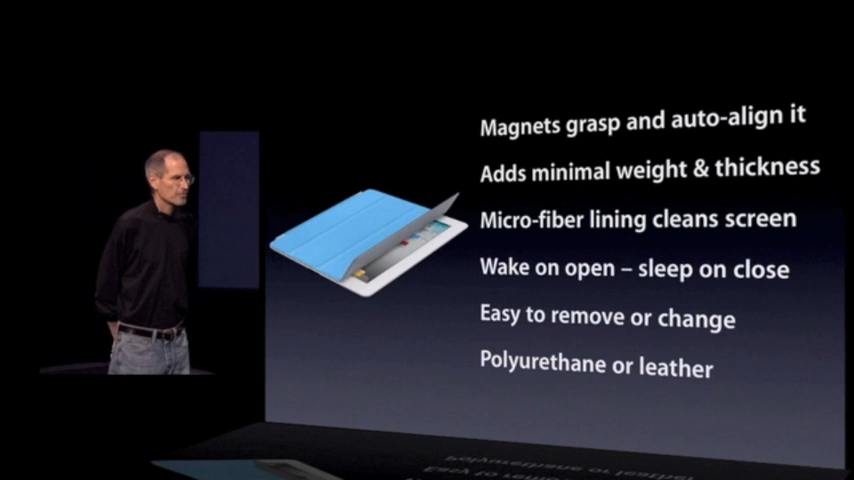 Magnets grasp and auto-align it
Adds minimal weight & thickness
Micro-fiber lining cleans screen
Wake on open – sleep on close
Easy to remove or change
Polyurethane or leather